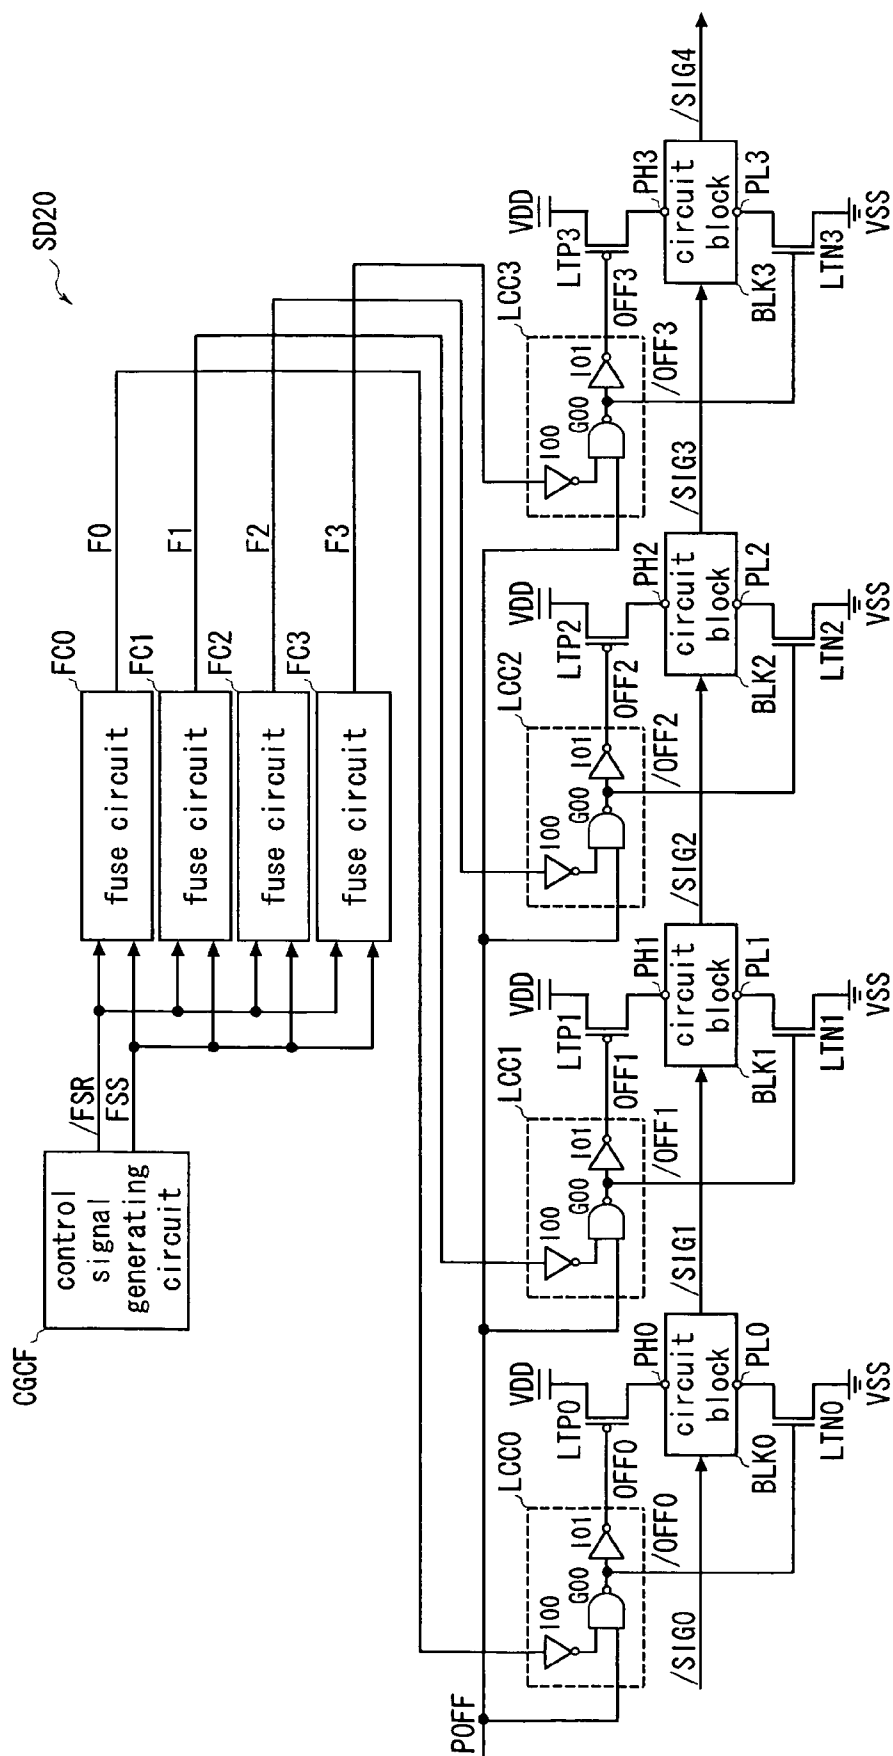 SD20
CGCF
control
signal
generating
circuit
/FSR
FSS
FC0
fuse circuit
F0
FC1
fuse circuit
F1
FC2
fuse circuit
F2
FC3
fuse circuit
F3
POFF
LCC0
I00
G00
I01
OFF0
/OFF0
VDD
LTP0
PH0
circuit
block
PL0
BLK0
LTN0
VSS
/SIG0
/SIG1
LCC1
I00
G00
I01
OFF1
/OFF1
VDD
LTP1
PH1
circuit
block
PL1
BLK1
LTN1
VSS
/SIG2
LCC2
I00
G00
I01
OFF2
/OFF2
VDD
LTP2
PH2
circuit
block
PL2
BLK2
LTN2
VSS
/SIG3
LCC3
I00
G00
I01
OFF3
/OFF3
VDD
LTP3
PH3
circuit
block
PL3
BLK3
LTN3
VSS
/SIG4